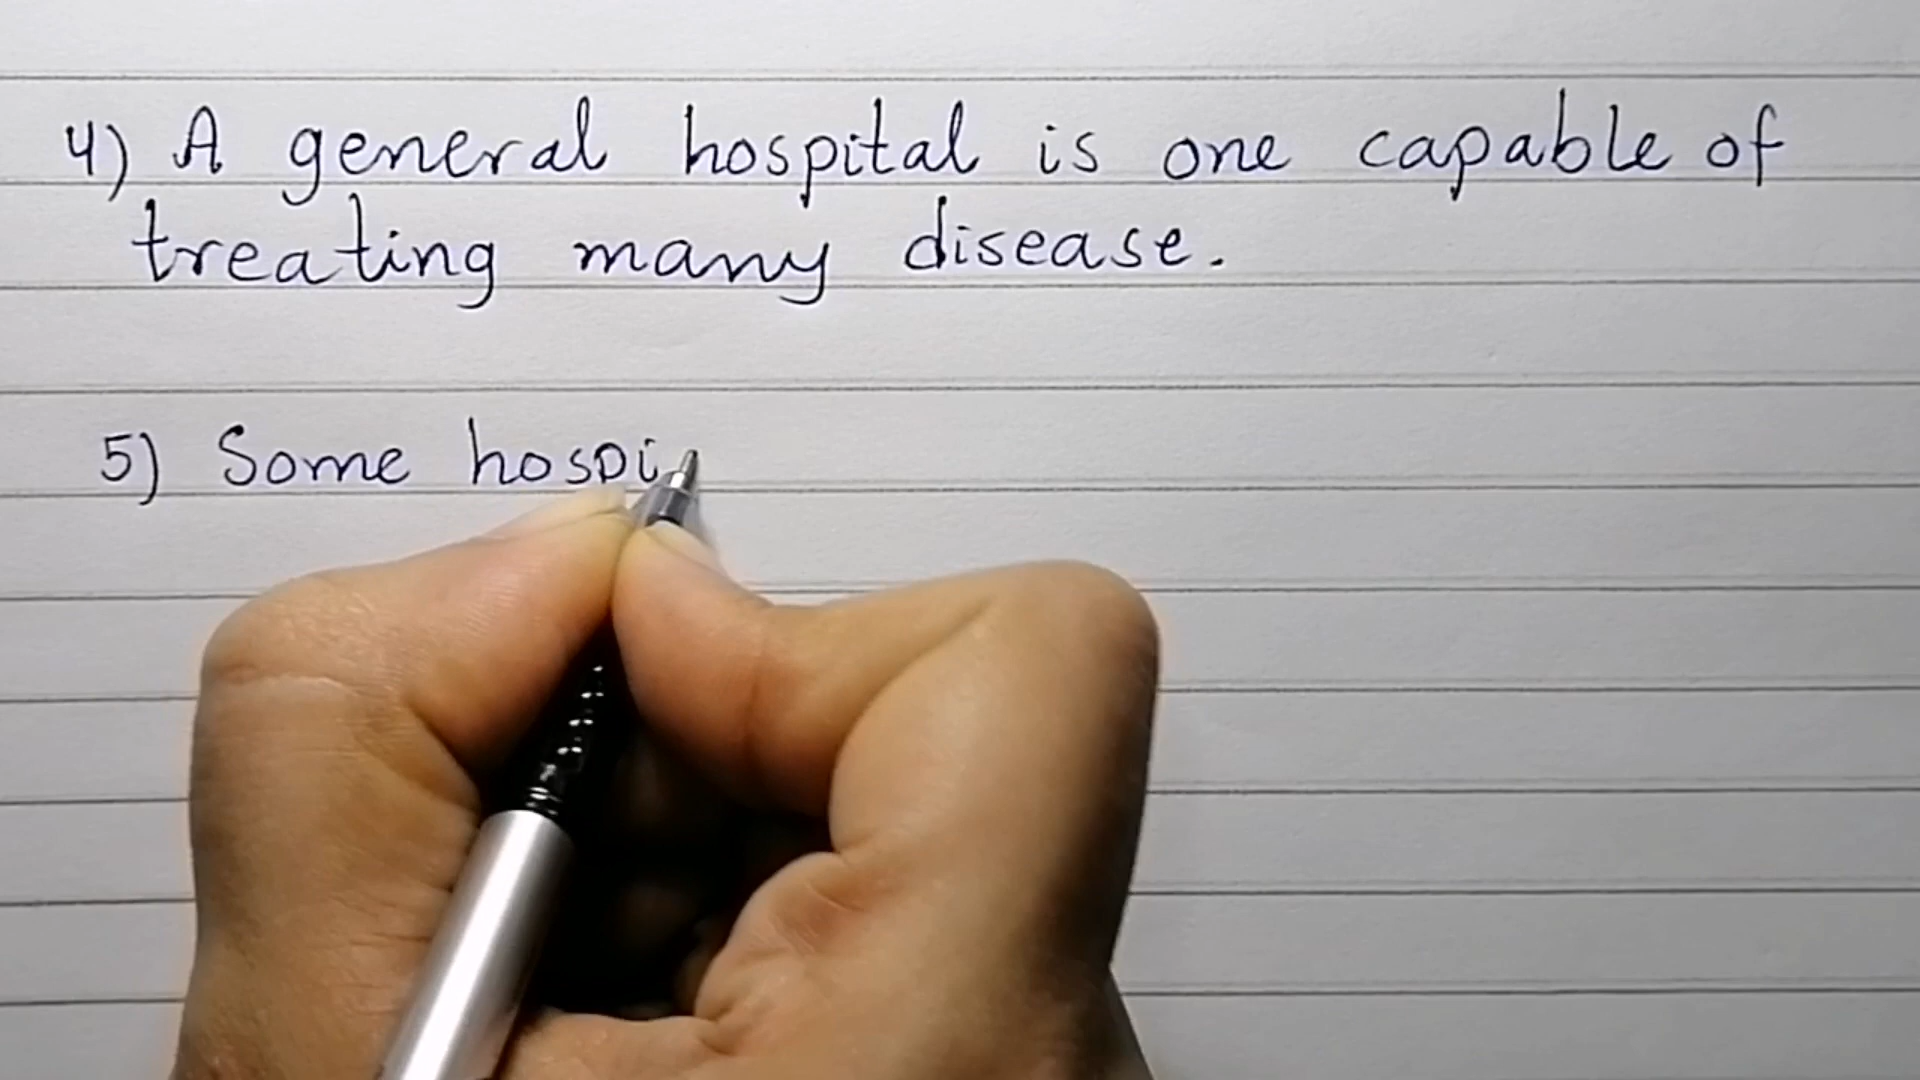 4) A general hospital is one capable of
treating many disease.
5) Some hospi